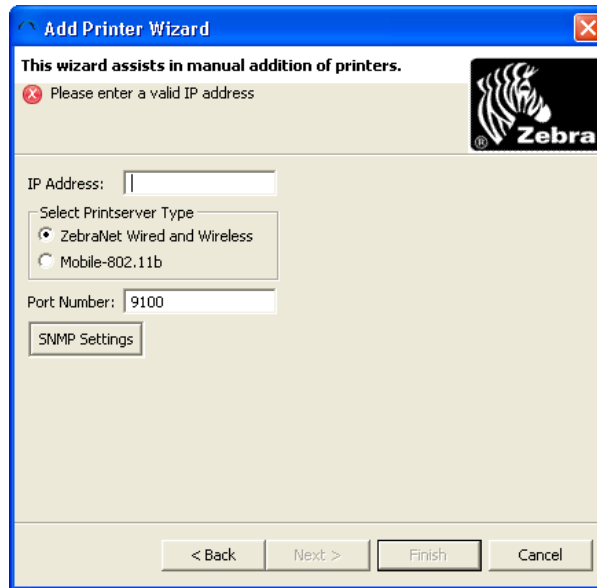 Add Printer Wizard
This wizard assists in manual addition of printers.
Please enter a valid IP address
® Zebra
IP Address:
Select Printserver Type
ZebraNet Wired and Wireless
Mobile-802.11b
Port Number: 9100
SNMP Settings
< Back Next > Finish Cancel